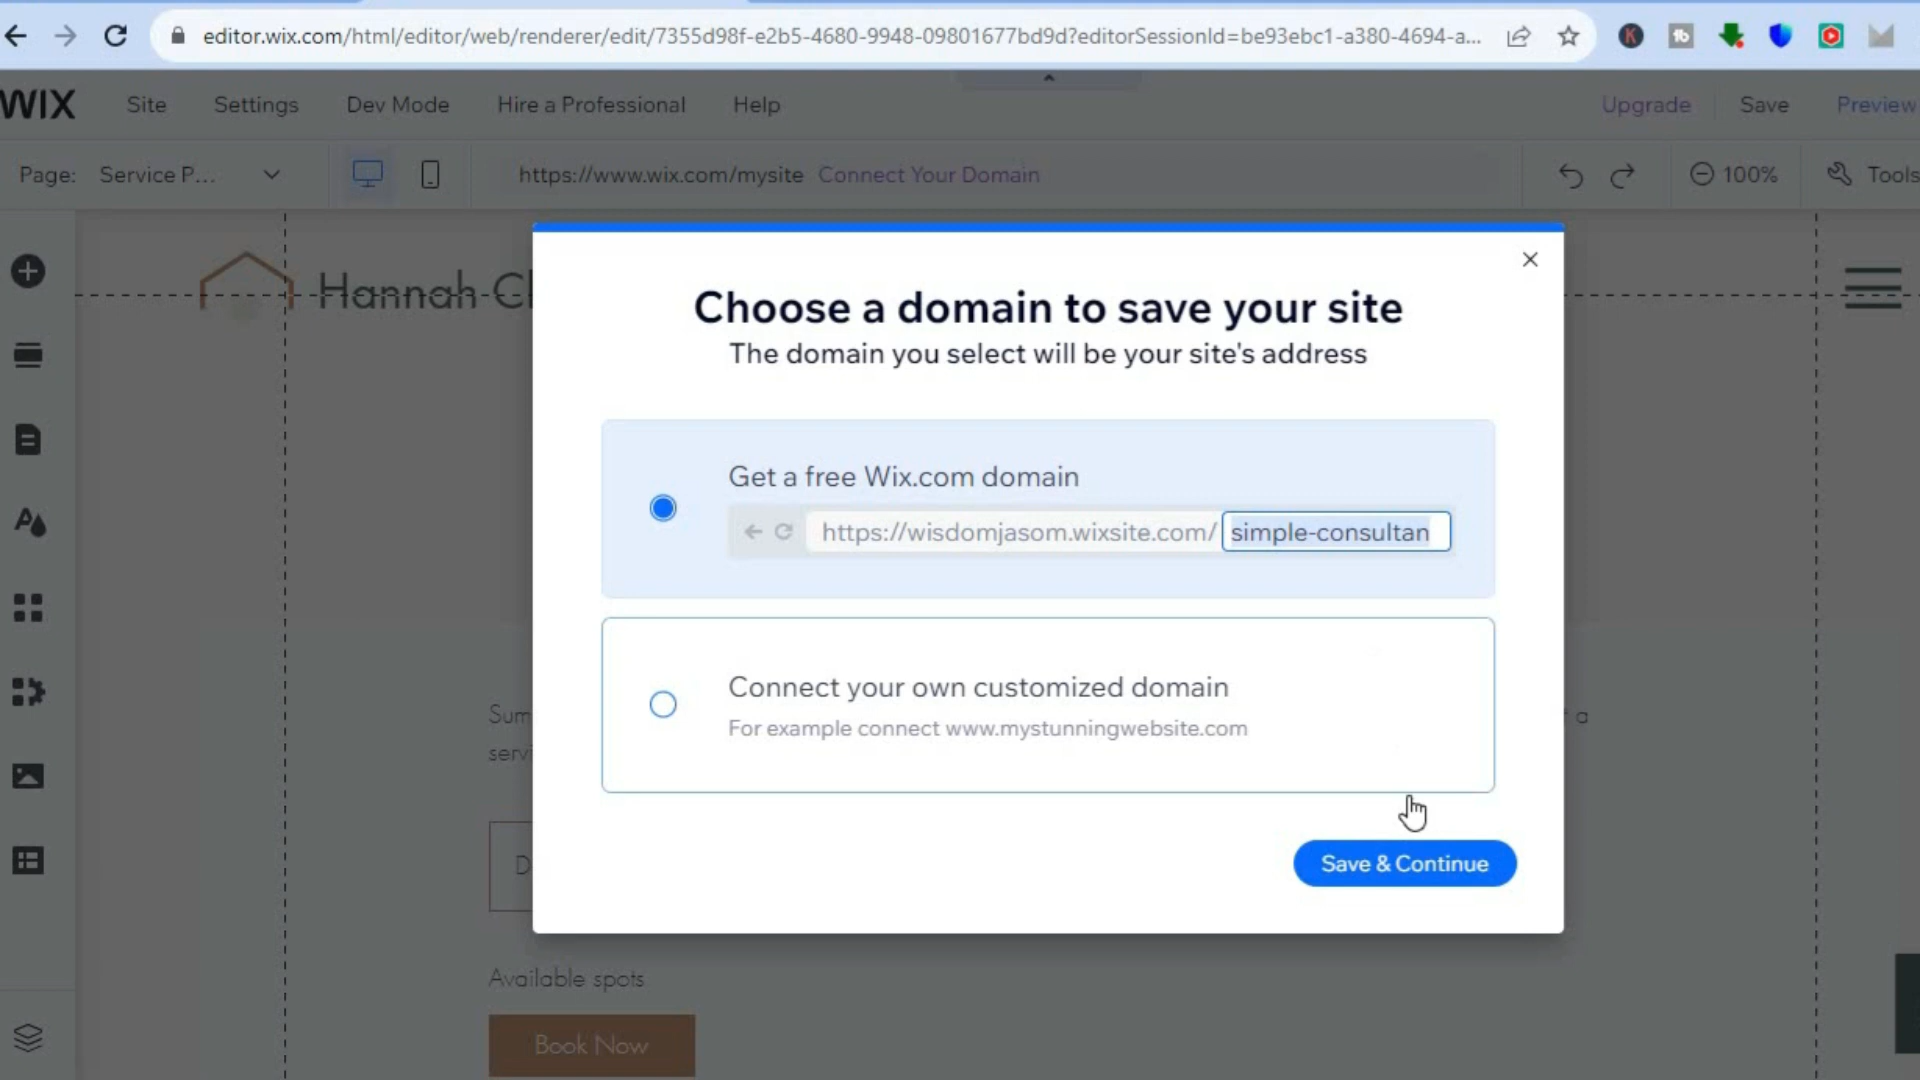 editor.wix.com/html/editor/web/renderer/edit/7355d98f-e2b5-4680-9948-09801677bd9d?editorSessionId=be93ebc1-a380-4694-a...
WIX Site Settings Dev Mode Hire a Professional Help Upgrade Save Preview
Page: Service P... https://www.wix.com/mysite Connect Your Domain 100% Tools
Hannah
Choose a domain to save your site
The domain you select will be your site's address
Get a free Wix.com domain
https://wisdomjasom.wixsite.com/ simple-consultan
Connect your own customized domain
For example connect www.mystunningwebsite.com
Save & Continue
Available spots
Book Now